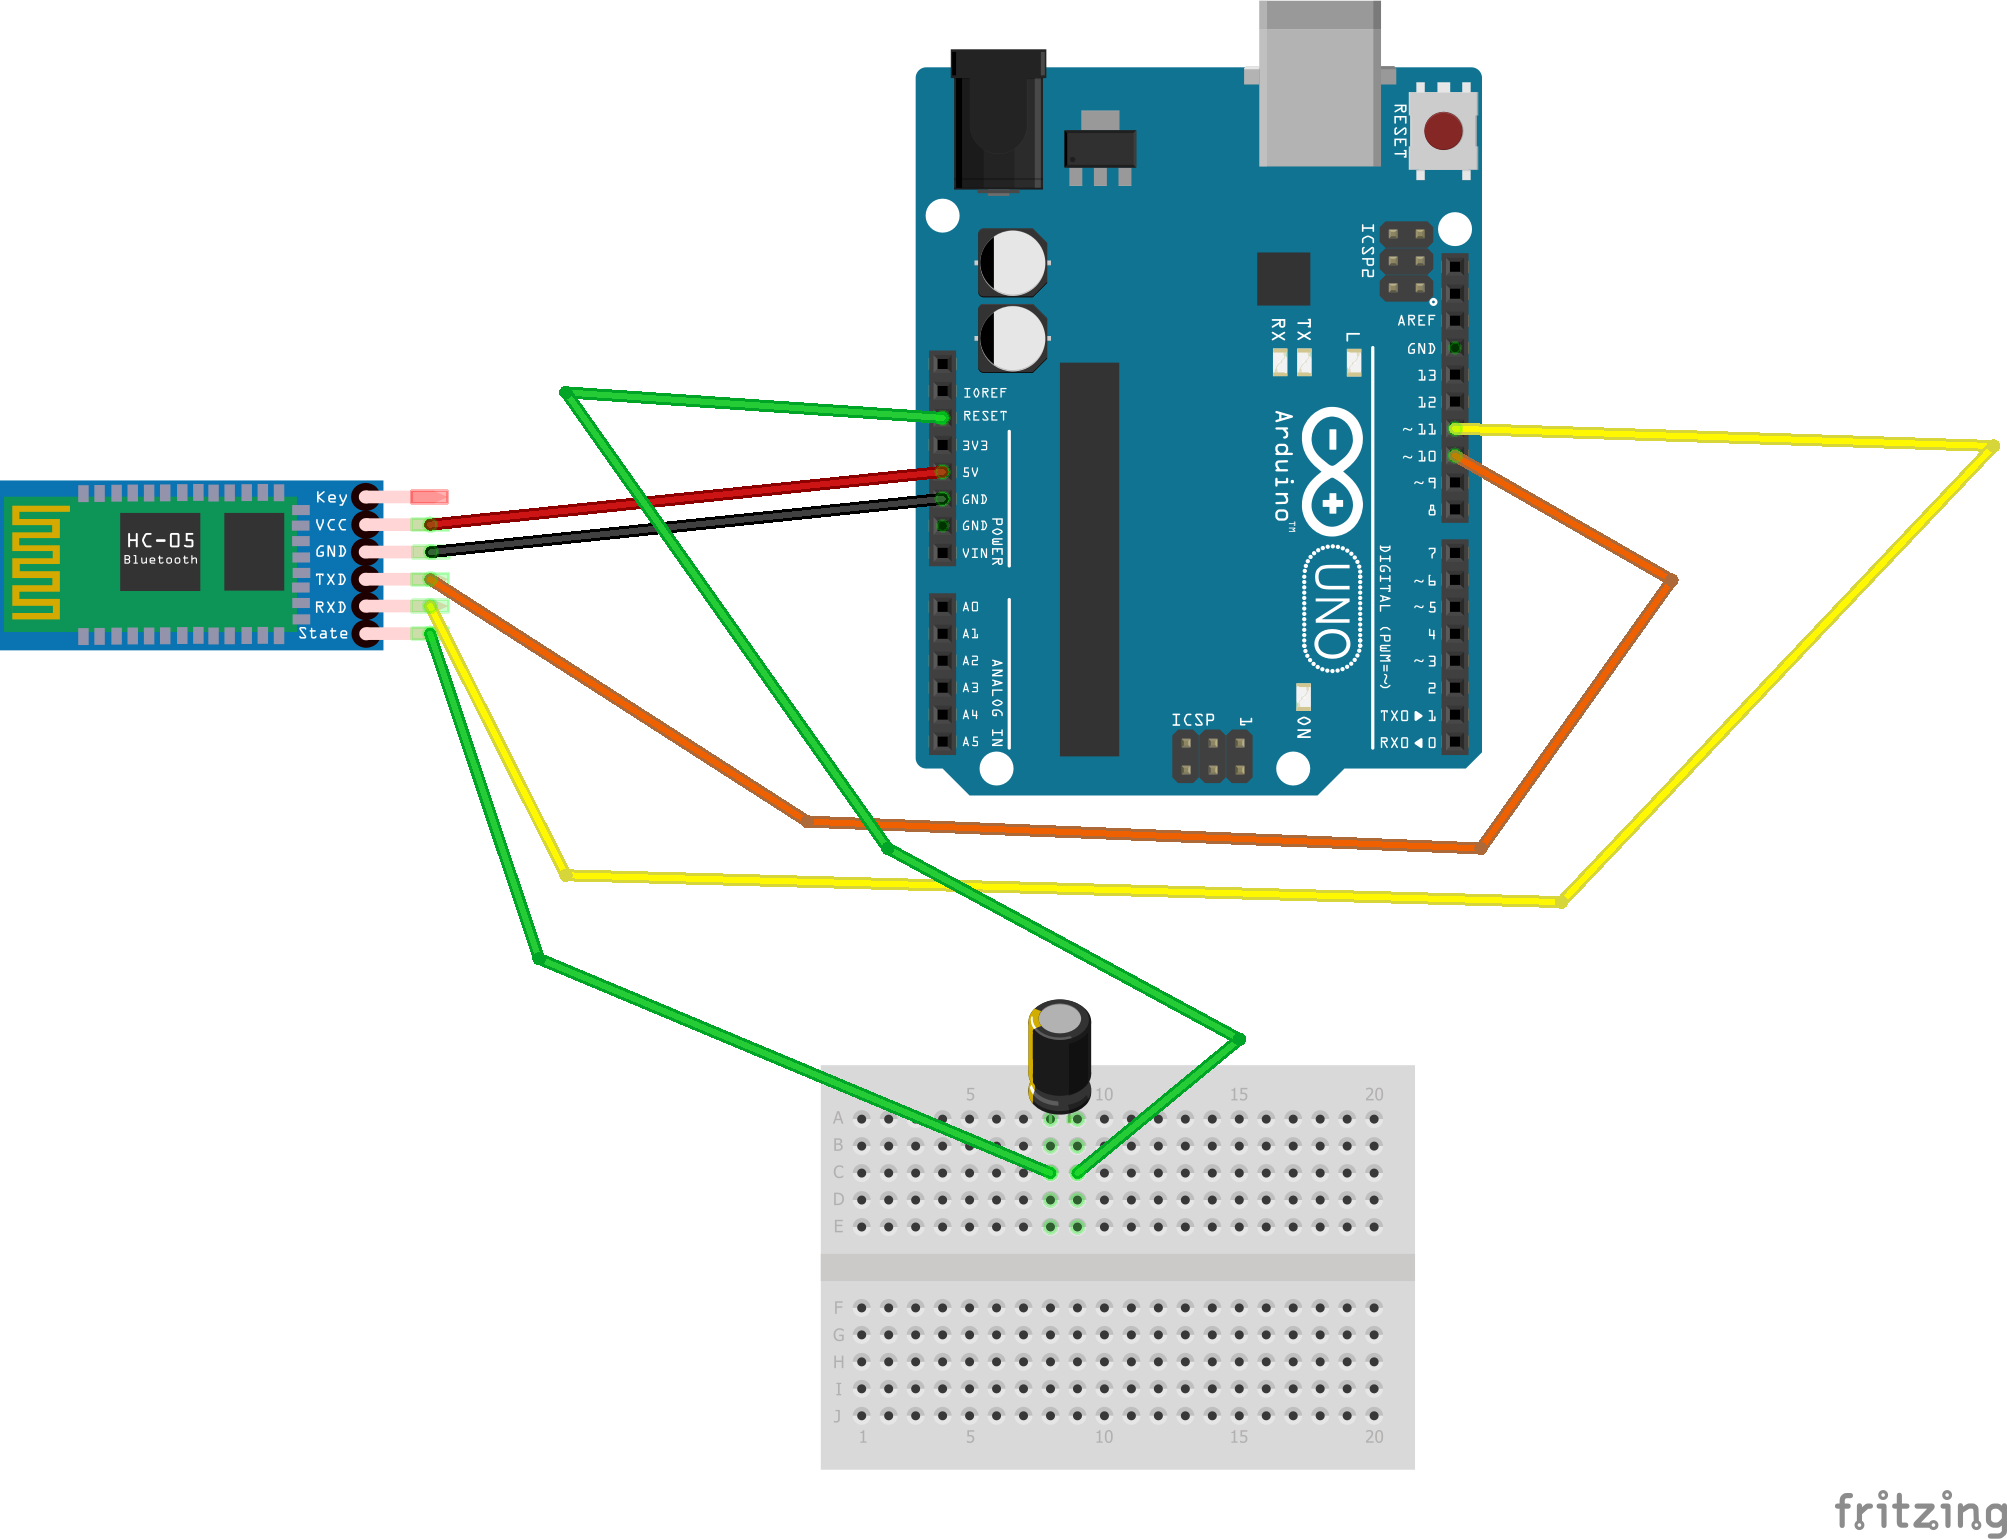 Key
VCC
GND
TXD
RXD
State
HC-05
Bluetooth
RESET
ICSP2
AREF
GND
13
12
~11
~10
~9
8
7
~6
~5
4
~3
2
TX0▶1
RX0◀0
DIGITAL (PWM=~)
RX
TX
L
Arduino™
UNO
ON
ICSP
1
IOREF
RESET
3V3
5V
GND
GND
VIN
POWER
A0
A1
A2
A3
A4
A5
ANALOG IN
5 10 15 20
A
B
C
D
E
F
G
H
I
J
1 5 10 15 20
fritzing